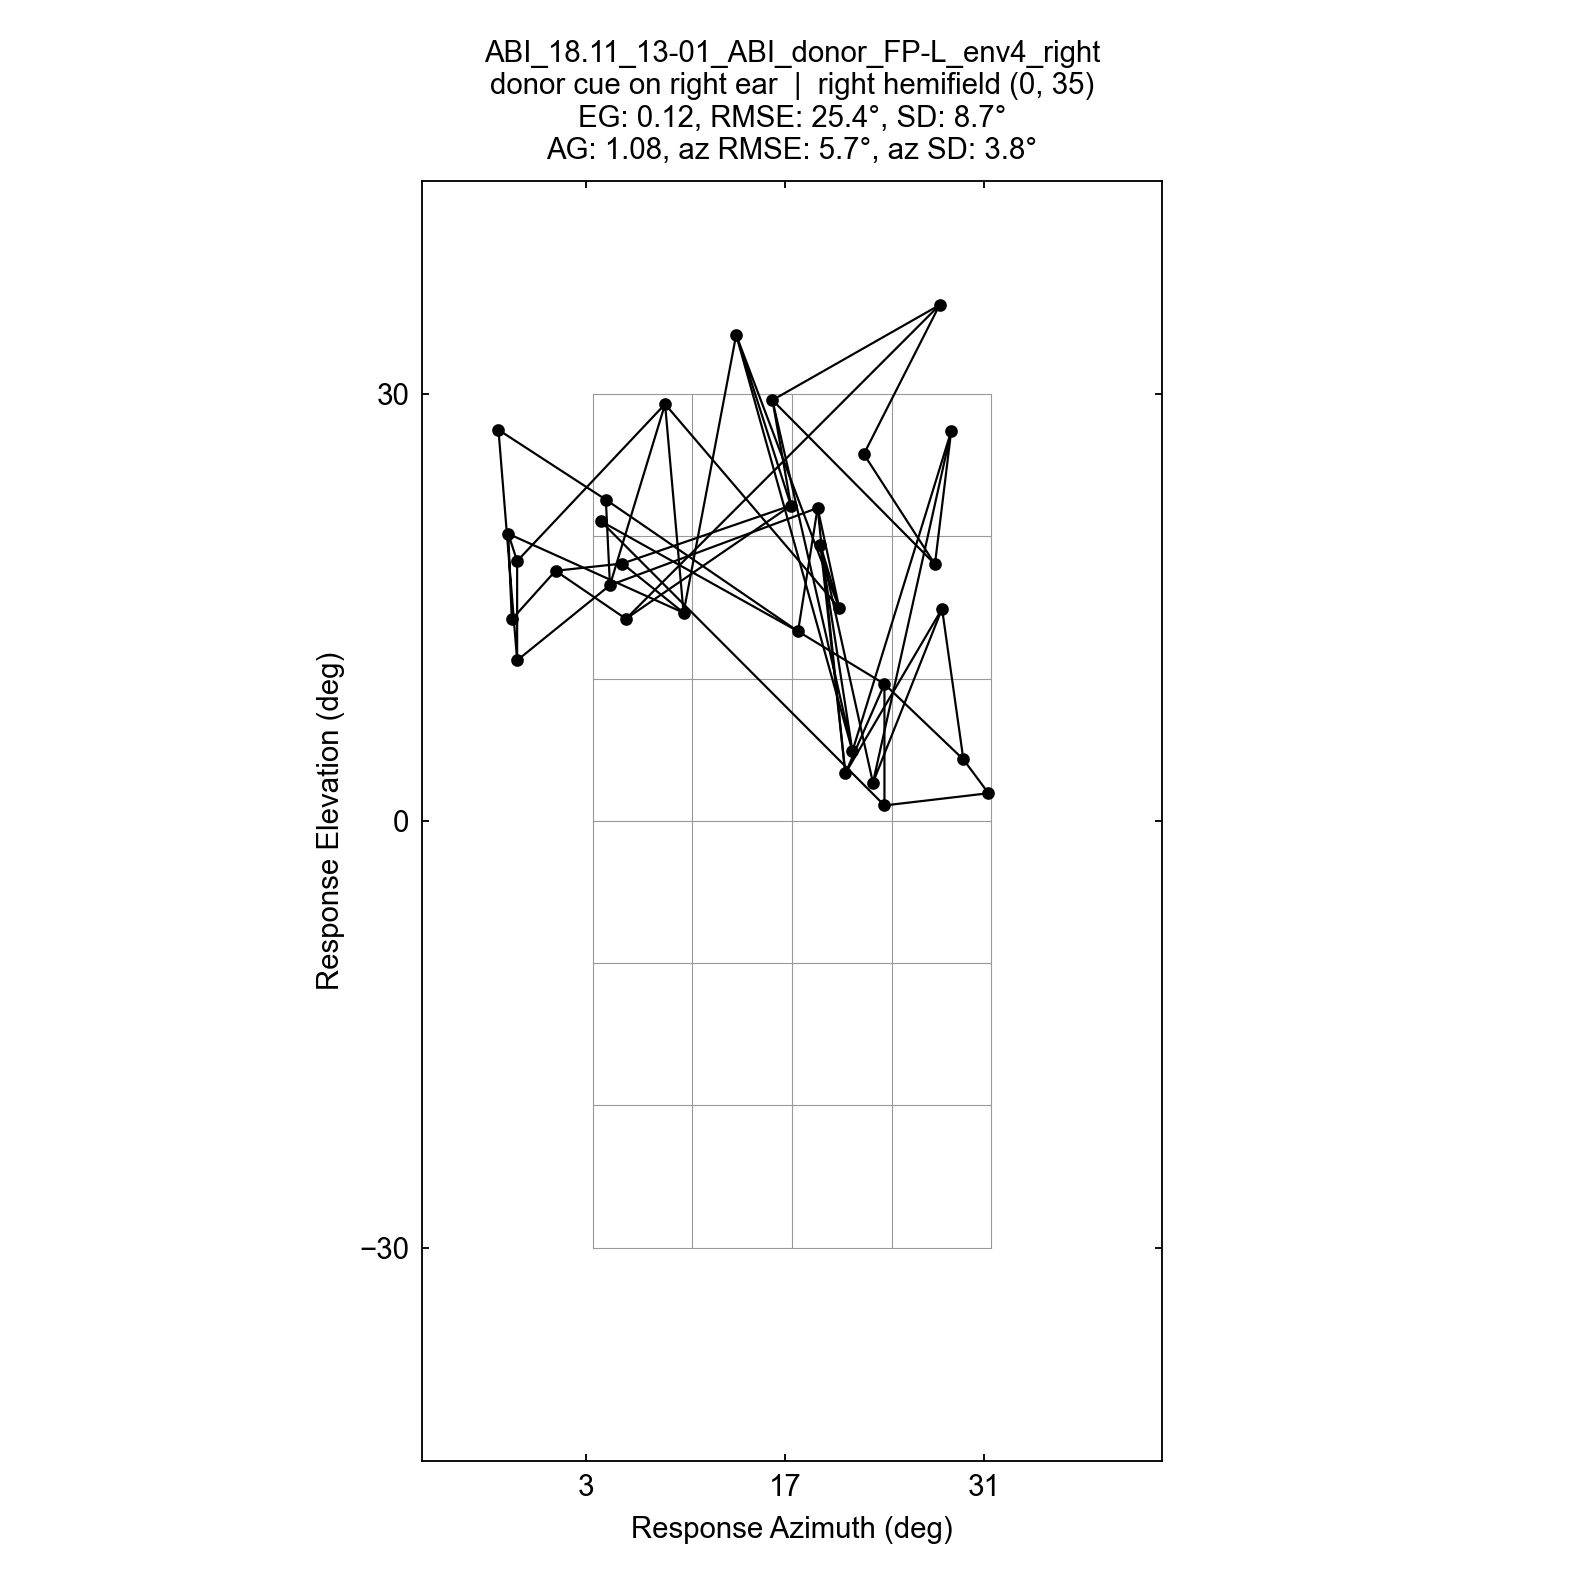 ABI_18.11_13-01_ABI_donor_FP-L_env4_right
donor cue on right ear | right hemifield (0, 35)
EG: 0.12, RMSE: 25.4°, SD: 8.7°
AG: 1.08, az RMSE: 5.7°, az SD: 3.8°
30
0
−30
Response Elevation (deg)
3 17 31
Response Azimuth (deg)